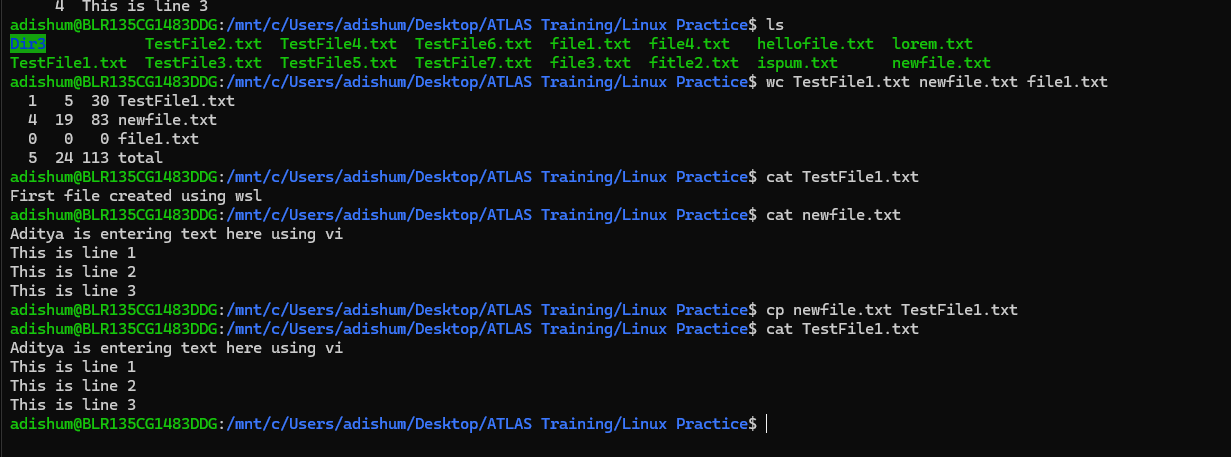 4  This is line 3
adishum@BLR135CG1483DDG:/mnt/c/Users/adishum/Desktop/ATLAS Training/Linux Practice$ ls
Dir3           TestFile2.txt  TestFile4.txt  TestFile6.txt  file1.txt  file4.txt   hellofile.txt  lorem.txt
TestFile1.txt  TestFile3.txt  TestFile5.txt  TestFile7.txt  file3.txt  fitle2.txt  ispum.txt      newfile.txt
adishum@BLR135CG1483DDG:/mnt/c/Users/adishum/Desktop/ATLAS Training/Linux Practice$ wc TestFile1.txt newfile.txt file1.txt
  1   5  30 TestFile1.txt
  4  19  83 newfile.txt
  0   0   0 file1.txt
  5  24 113 total
adishum@BLR135CG1483DDG:/mnt/c/Users/adishum/Desktop/ATLAS Training/Linux Practice$ cat TestFile1.txt
First file created using wsl
adishum@BLR135CG1483DDG:/mnt/c/Users/adishum/Desktop/ATLAS Training/Linux Practice$ cat newfile.txt
Aditya is entering text here using vi
This is line 1
This is line 2
This is line 3
adishum@BLR135CG1483DDG:/mnt/c/Users/adishum/Desktop/ATLAS Training/Linux Practice$ cp newfile.txt TestFile1.txt
adishum@BLR135CG1483DDG:/mnt/c/Users/adishum/Desktop/ATLAS Training/Linux Practice$ cat TestFile1.txt
Aditya is entering text here using vi
This is line 1
This is line 2
This is line 3
adishum@BLR135CG1483DDG:/mnt/c/Users/adishum/Desktop/ATLAS Training/Linux Practice$